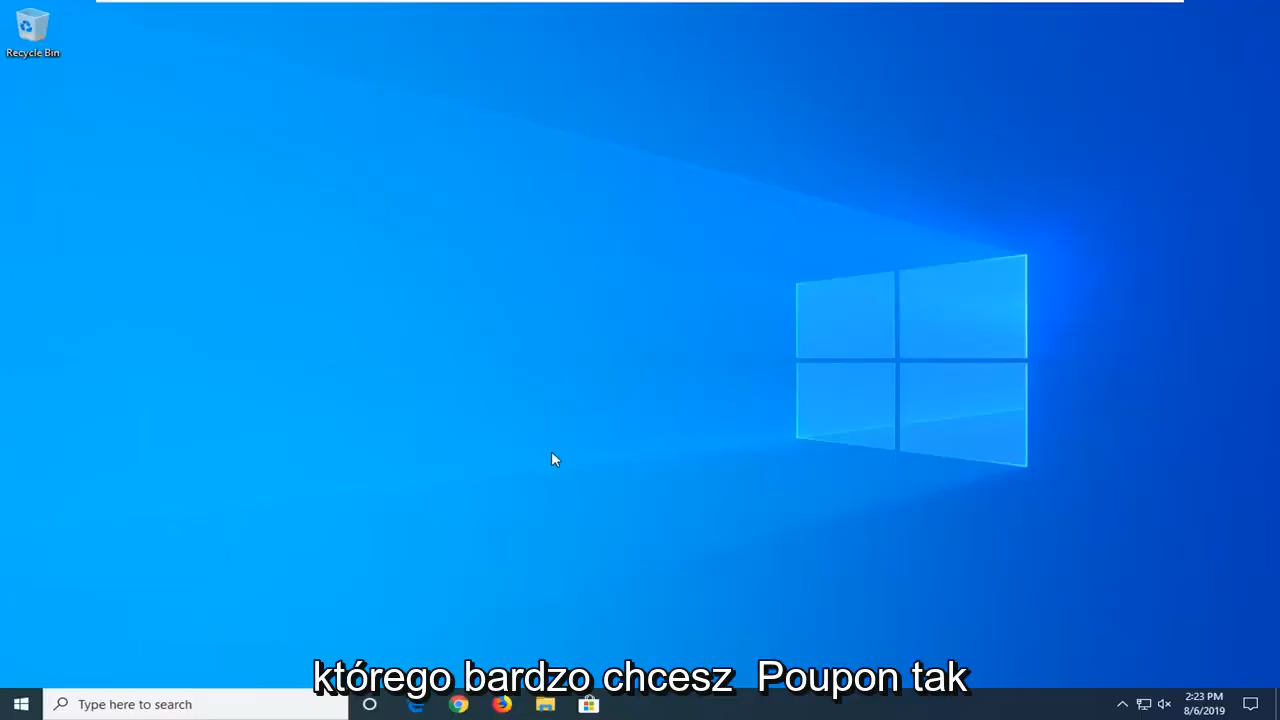 Recycle Bin
którego bardzo chcesz Poupon tak
Type here to search
2:23 PM
8/6/2019